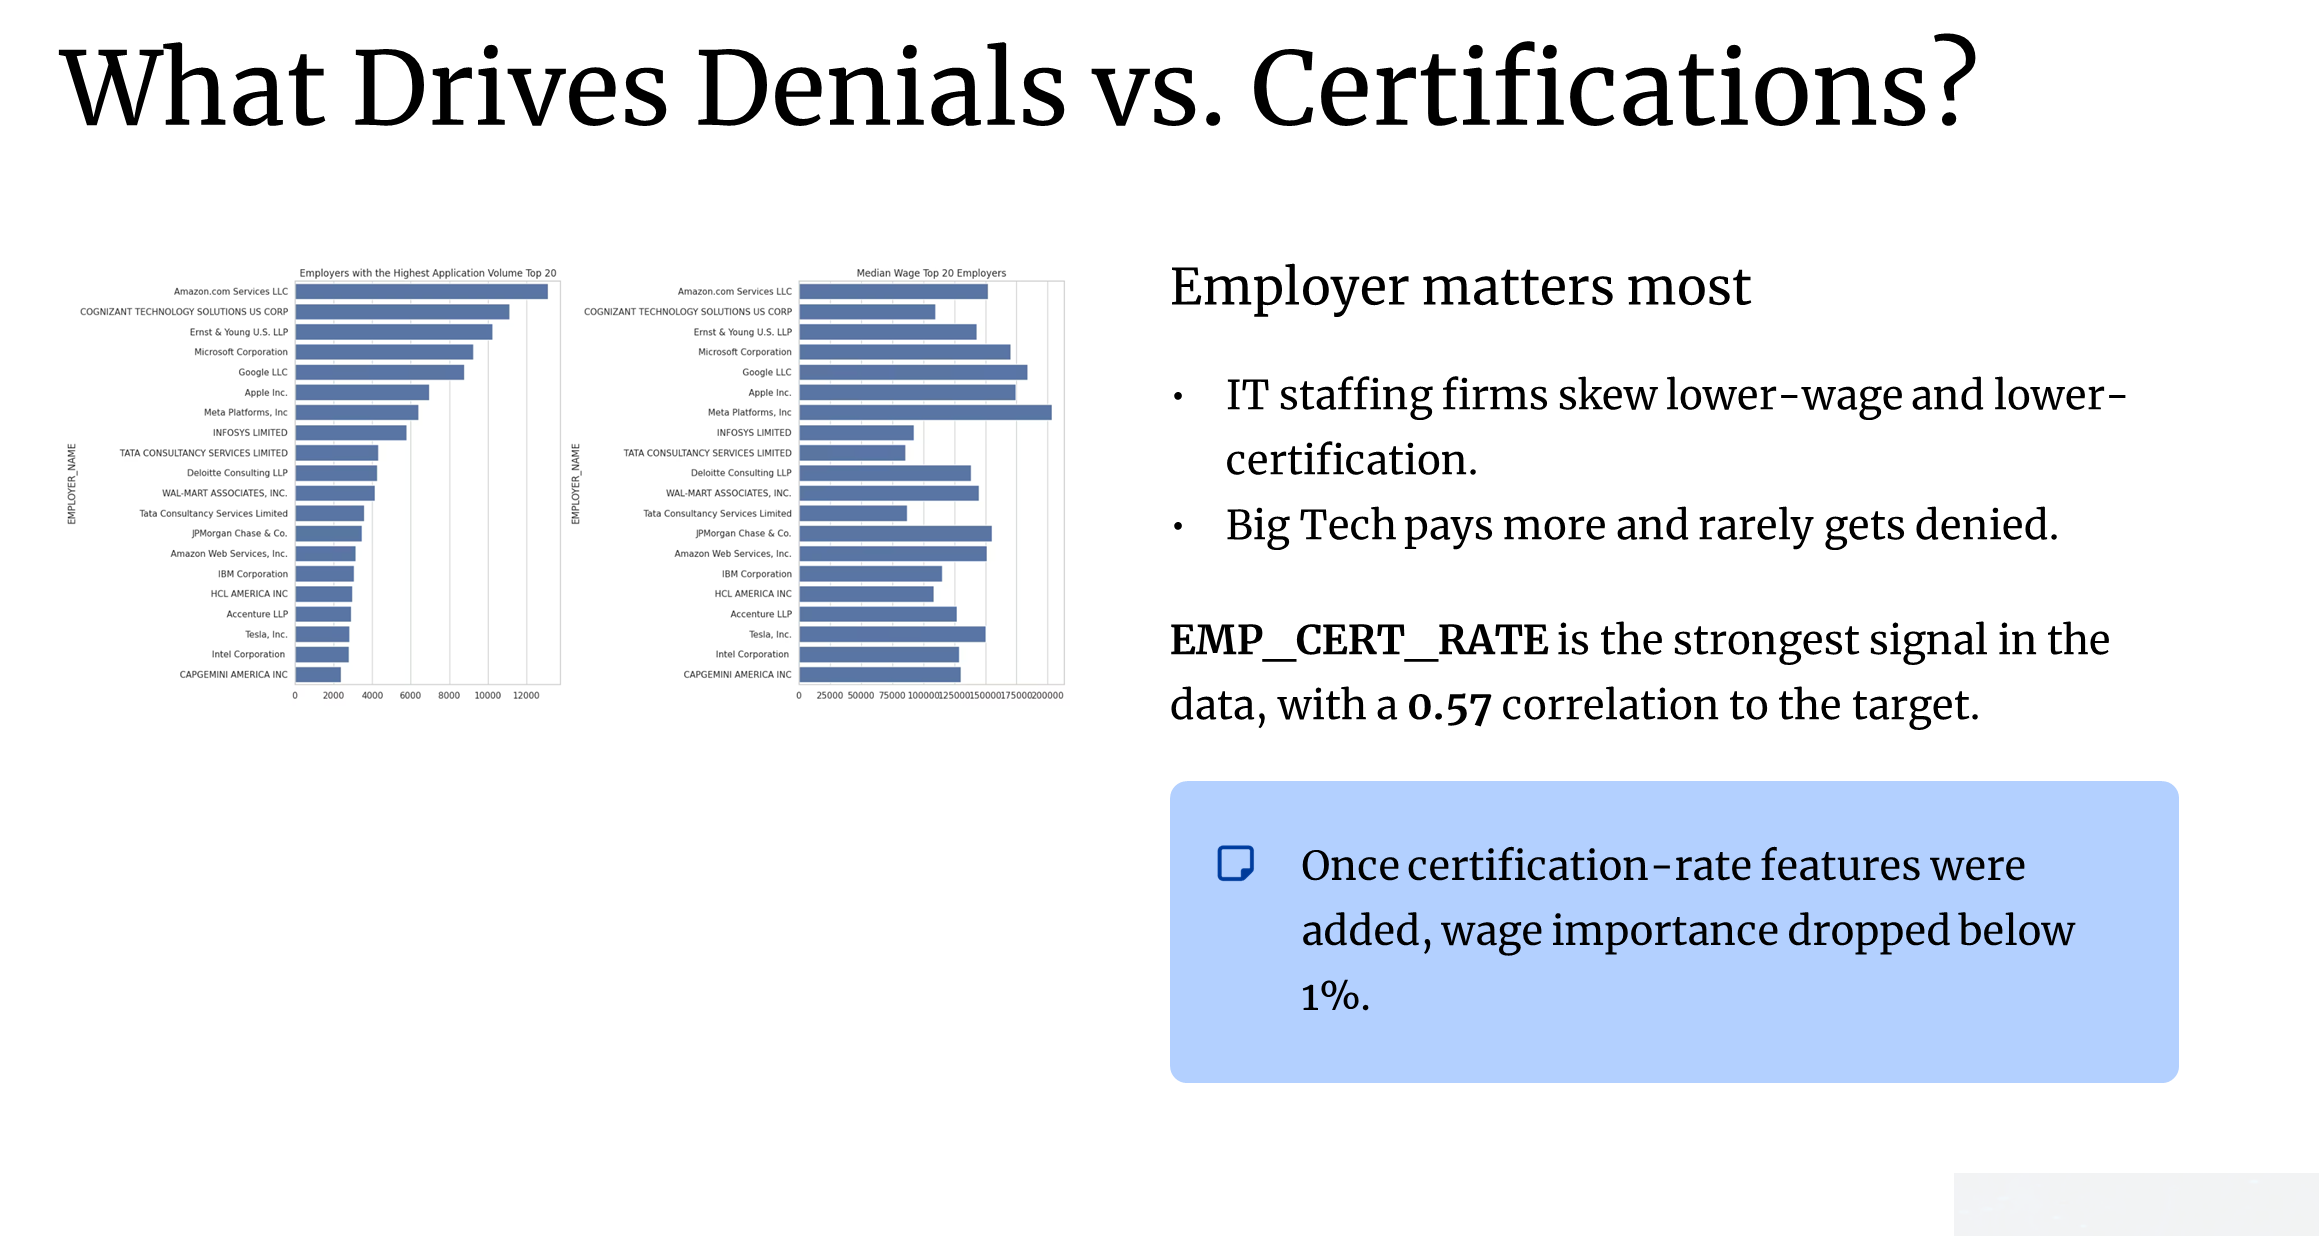 What Drives Denials vs. Certifications?
Employers with the Highest Application Volume Top 20
EMPLOYER_NAME
Amazon.com Services LLC
COGNIZANT TECHNOLOGY SOLUTIONS US CORP
Ernst & Young U.S. LLP
Microsoft Corporation
Google LLC
Apple Inc.
Meta Platforms, Inc
INFOSYS LIMITED
TATA CONSULTANCY SERVICES LIMITED
Deloitte Consulting LLP
WAL-MART ASSOCIATES, INC.
Tata Consultancy Services Limited
JPMorgan Chase & Co.
Amazon Web Services, Inc.
IBM Corporation
HCL AMERICA INC
Accenture LLP
Tesla, Inc.
Intel Corporation
CAPGEMINI AMERICA INC
0 2000 4000 6000 8000 10000 12000
Median Wage Top 20 Employers
EMPLOYER_NAME
Amazon.com Services LLC
COGNIZANT TECHNOLOGY SOLUTIONS US CORP
Ernst & Young U.S. LLP
Microsoft Corporation
Google LLC
Apple Inc.
Meta Platforms, Inc
INFOSYS LIMITED
TATA CONSULTANCY SERVICES LIMITED
Deloitte Consulting LLP
WAL-MART ASSOCIATES, INC.
Tata Consultancy Services Limited
JPMorgan Chase & Co.
Amazon Web Services, Inc.
IBM Corporation
HCL AMERICA INC
Accenture LLP
Tesla, Inc.
Intel Corporation
CAPGEMINI AMERICA INC
0 25000 50000 75000 100000 125000 150000 175000 200000
Employer matters most
• IT staffing firms skew lower-wage and lower-
certification.
• Big Tech pays more and rarely gets denied.
EMP_CERT_RATE is the strongest signal in the
data, with a 0.57 correlation to the target.
Once certification-rate features were
added, wage importance dropped below
1%.